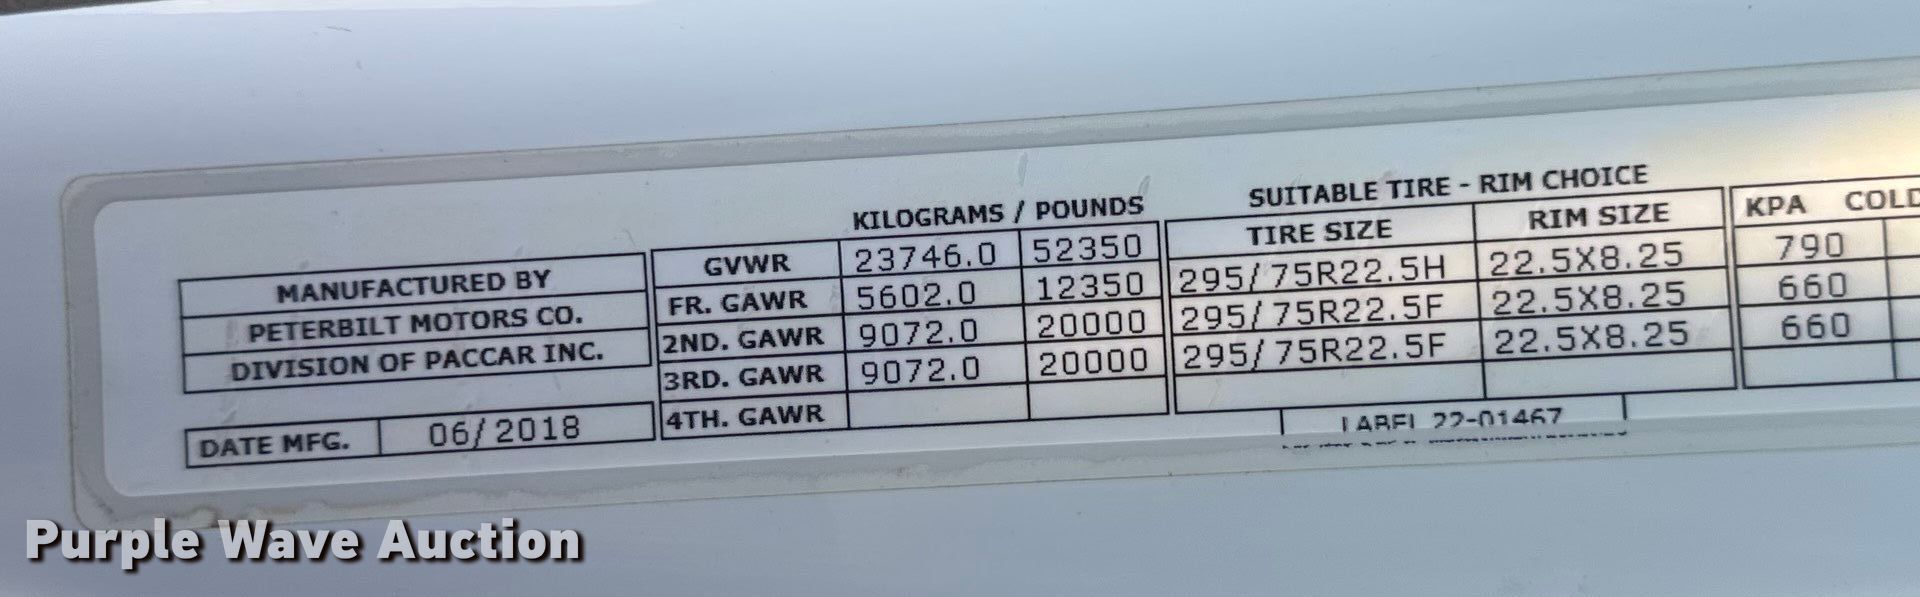 KILOGRAMS / POUNDS
SUITABLE TIRE - RIM CHOICE
MANUFACTURED BY
PETERBILT MOTORS CO.
DIVISION OF PACCAR INC.
DATE MFG. 06/2018
TIRE SIZE RIM SIZE KPA COLD
GVWR 23746.0 52350
FR. GAWR 5602.0 12350 295/75R22.5H 22.5X8.25 790
2ND. GAWR 9072.0 20000 295/75R22.5F 22.5X8.25 660
3RD. GAWR 9072.0 20000 295/75R22.5F 22.5X8.25 660
4TH. GAWR
LABEL 22-01467
Purple Wave Auction